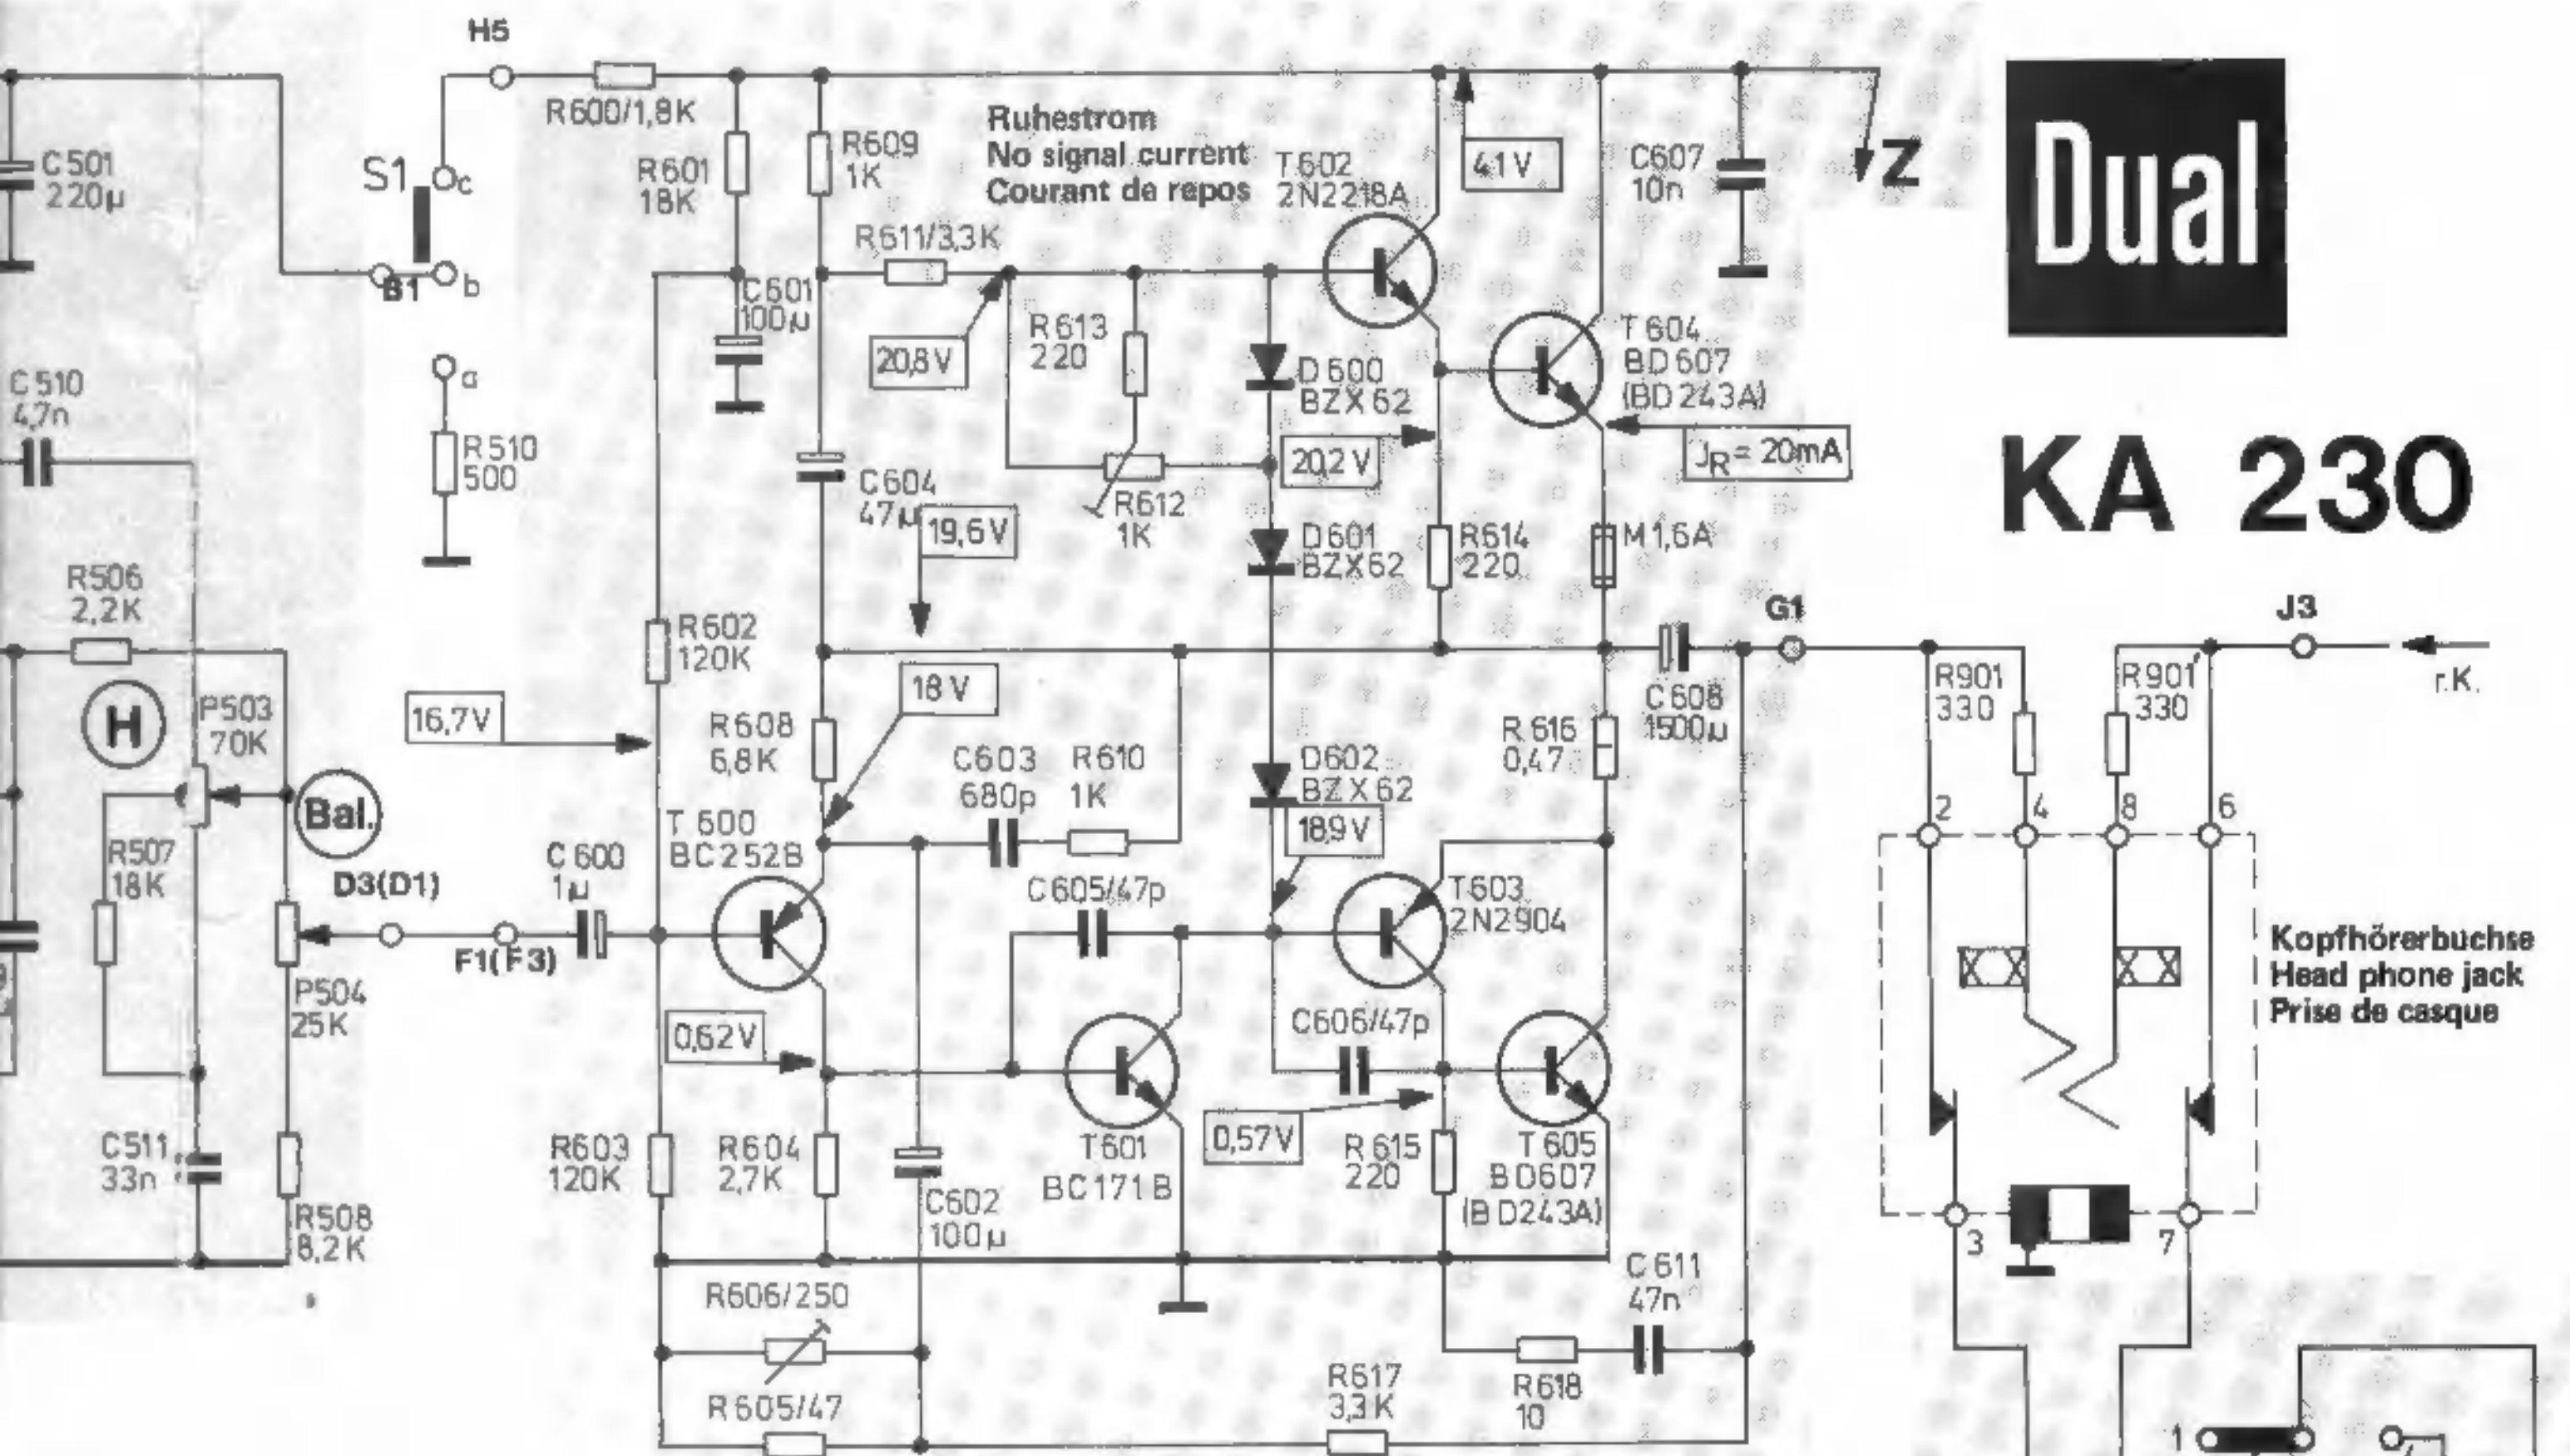 H5
R600/1,8K
C501
220µ
S1
c
R601
18K
R609
1K
Ruhestrom
No signal current
Courant de repos
T602
2N2218A
41V
C607
10n
Z
Dual
B1
b
R611/3,3K
C601
100µ
20,8V
R613
220
D600
BZX62
T604
BD607
(BD243A)
KA 230
C510
4,7n
a
R510
500
C604
47µ
19,6V
R612
1K
20,2V
JR = 20mA
D601
BZX62
R614
220
M1,6A
R506
2,2K
R602
120K
G1
J3
r.K.
16,7V
H
P503
70K
18V
R608
6,8K
C603
680p
R610
1K
D602
BZX62
R616
0,47
C608
1500µ
R901
330
R901'
330
Bal.
18,9V
2
4
8
6
R507
18K
D3(D1)
C600
1µ
T600
BC252B
C605/47p
T603
2N2904
F1(F3)
Kopfhörerbuchse
Head phone jack
Prise de casque
P504
25K
0,62V
C606/47p
C511
33n
R603
120K
R604
2,7K
T601
BC171B
0,57V
R615
220
T605
BD607
(BD243A)
R508
8,2K
C602
100µ
3
7
R606/250
C611
47n
R605/47
R617
3,3K
R618
10
1